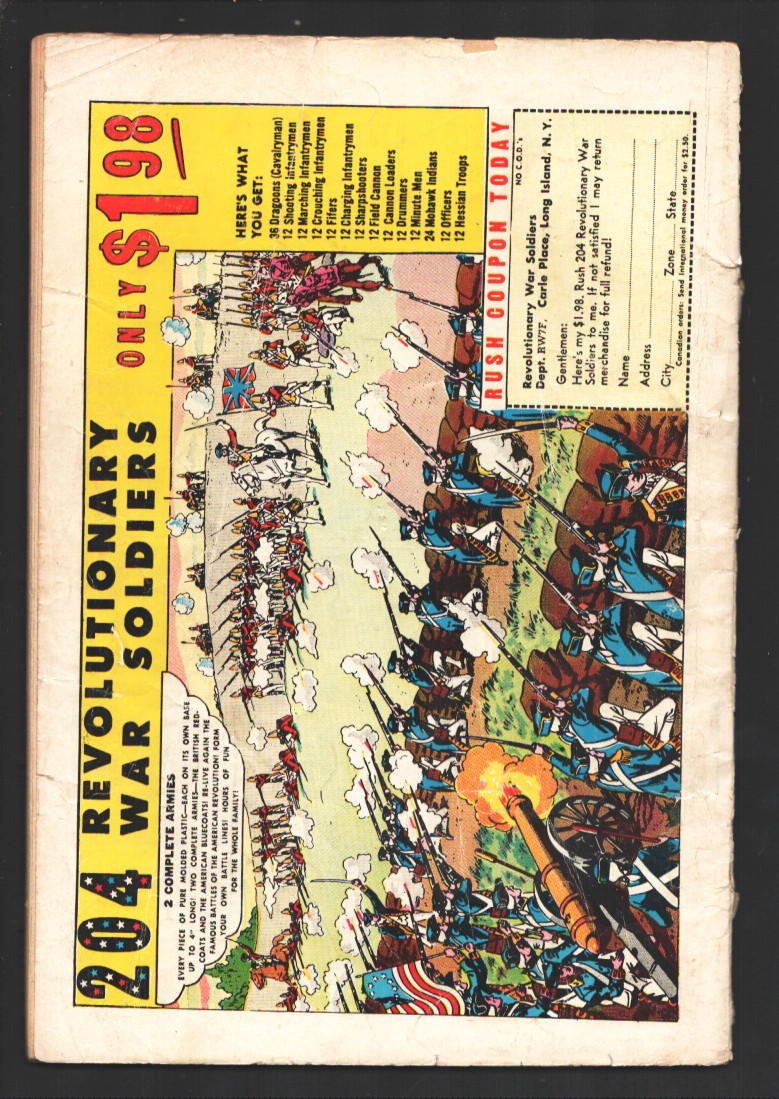 204 REVOLUTIONARY
WAR SOLDIERS
ONLY $1.98
2 COMPLETE ARMIES
EVERY PIECE OF PURE MOLDED PLASTIC—EACH ON ITS OWN BASE
UP TO 4" LONG! TWO COMPLETE ARMIES—THE BRITISH RED-
COATS AND THE AMERICAN BLUECOATS! RE-LIVE AGAIN THE
FAMOUS BATTLES OF THE AMERICAN REVOLUTION! FORM
YOUR OWN BATTLE LINES! HOURS OF FUN
FOR THE WHOLE FAMILY!
HERE'S WHAT
YOU GET:
36 Dragoons (Cavalryman)
12 Shooting Infantrymen
12 Marching Infantrymen
12 Crouching Infantrymen
12 Fifers
12 Charging Infantrymen
12 Sharpshooters
12 Field Cannon
12 Cannon Loaders
12 Drummers
12 Minute Men
24 Mohawk Indians
12 Officers
12 Hessian Troops
RUSH COUPON TODAY
NO C.O.D.'s
Revolutionary War Soldiers
Dept. RW7F, Carle Place, Long Island, N. Y.
Gentlemen:
Here's my $1.98. Rush 204 Revolutionary War
Soldiers to me. If not satisfied I may return
merchandise for full refund!
Name
Address
City Zone State
Canadian orders: Send International money order for $2.50.